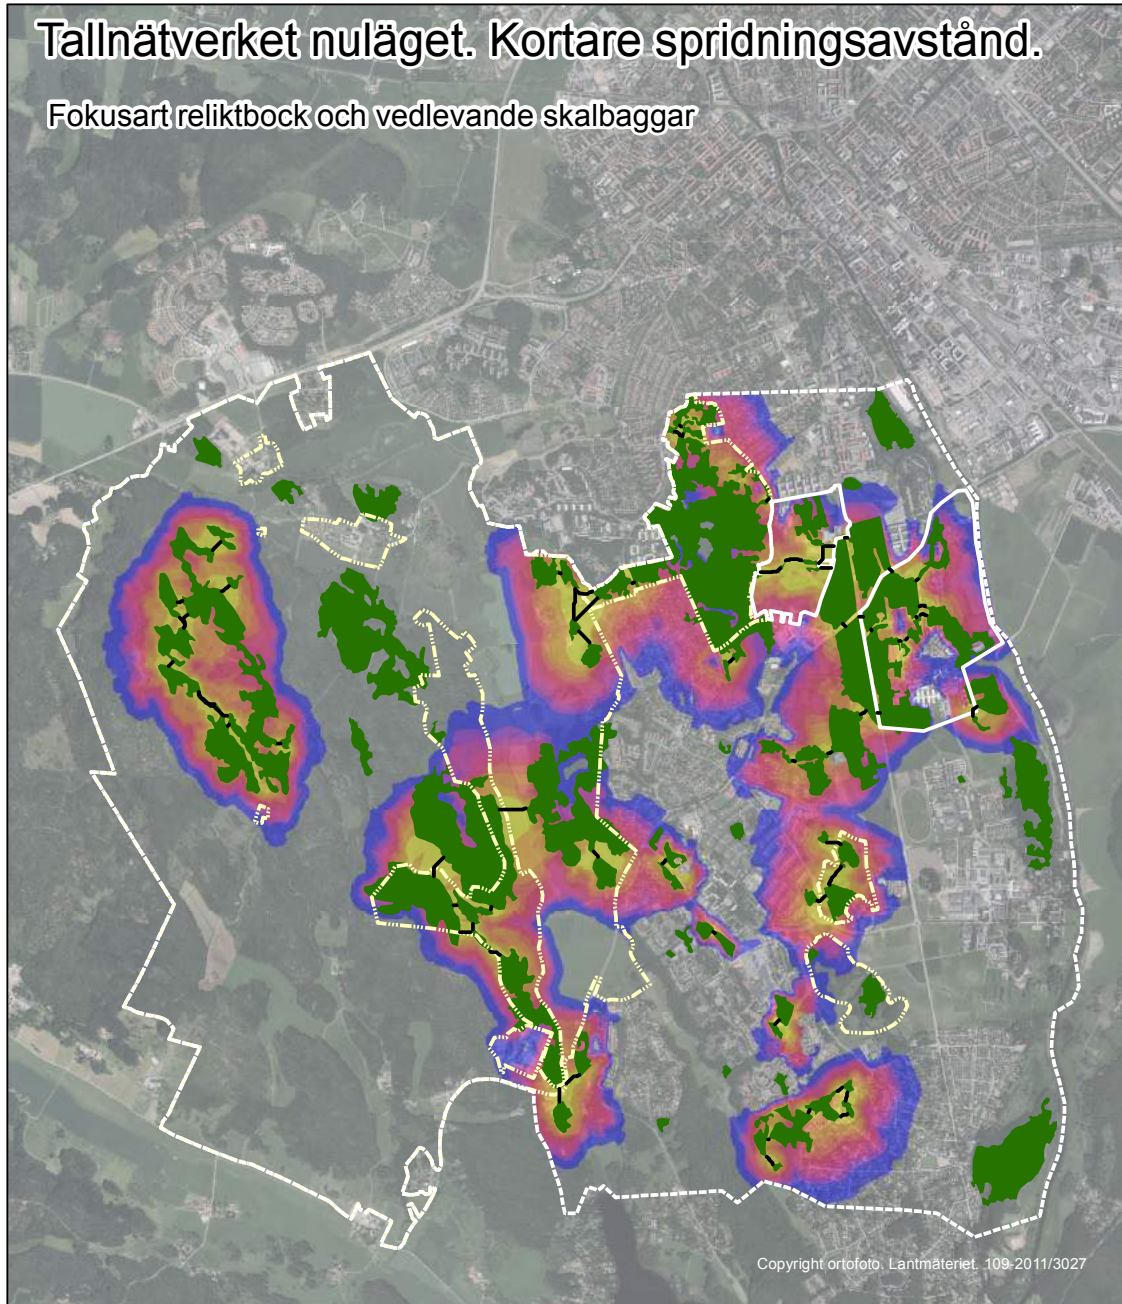 Tallnätverket nuläget. Kortare spridningsavstånd.
Fokusart reliktbock och vedlevande skalbaggar
Copyright ortofoto. Lantmäteriet. 109-2011/3027